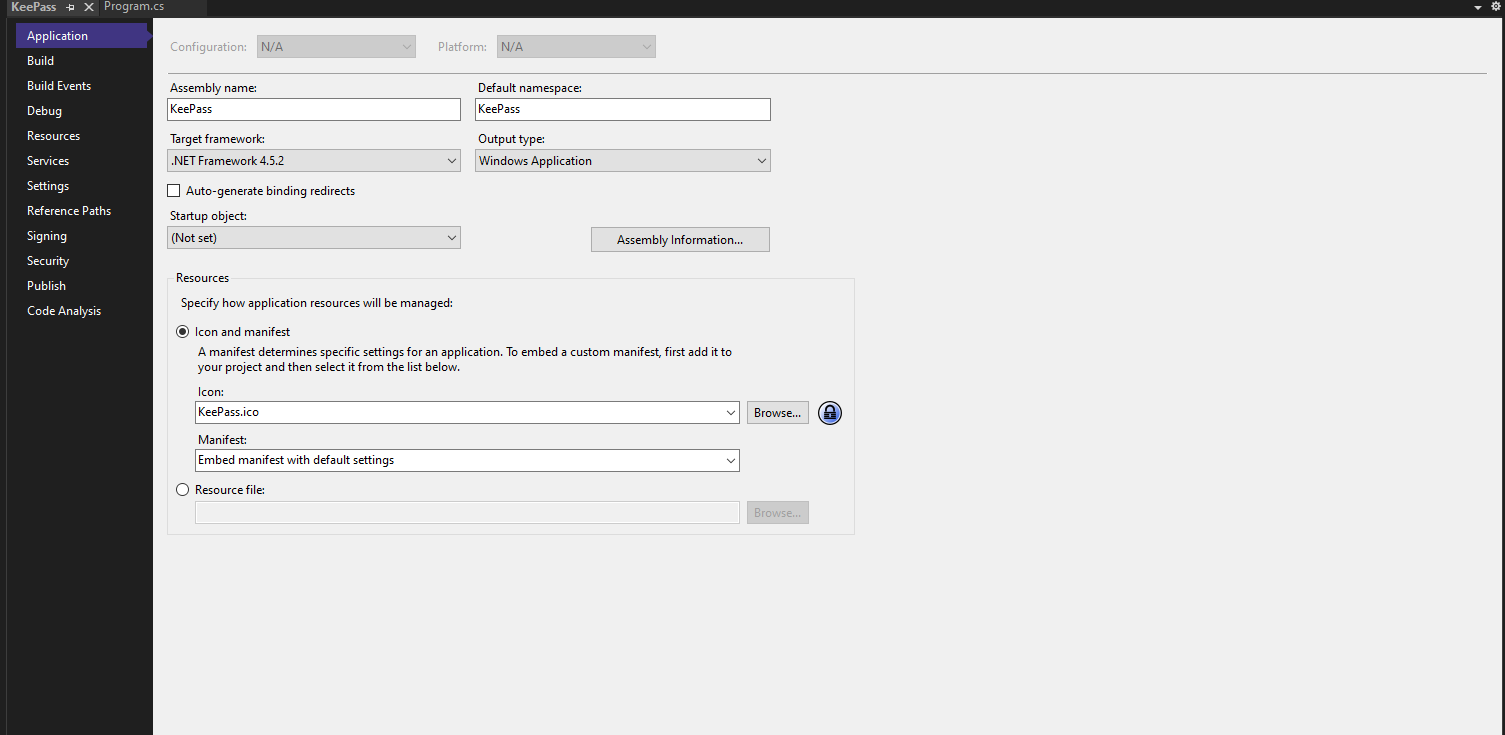 KeePass
Program.cs
Application
Build
Build Events
Debug
Resources
Services
Settings
Reference Paths
Signing
Security
Publish
Code Analysis
Configuration: N/A Platform: N/A
Assembly name: Default namespace:
KeePass KeePass
Target framework: Output type:
.NET Framework 4.5.2 Windows Application
Auto-generate binding redirects
Startup object:
(Not set) Assembly Information...
Resources
Specify how application resources will be managed:
Icon and manifest
A manifest determines specific settings for an application. To embed a custom manifest, first add it to
your project and then select it from the list below.
Icon:
KeePass.ico Browse...
Manifest:
Embed manifest with default settings
Resource file:
Browse...